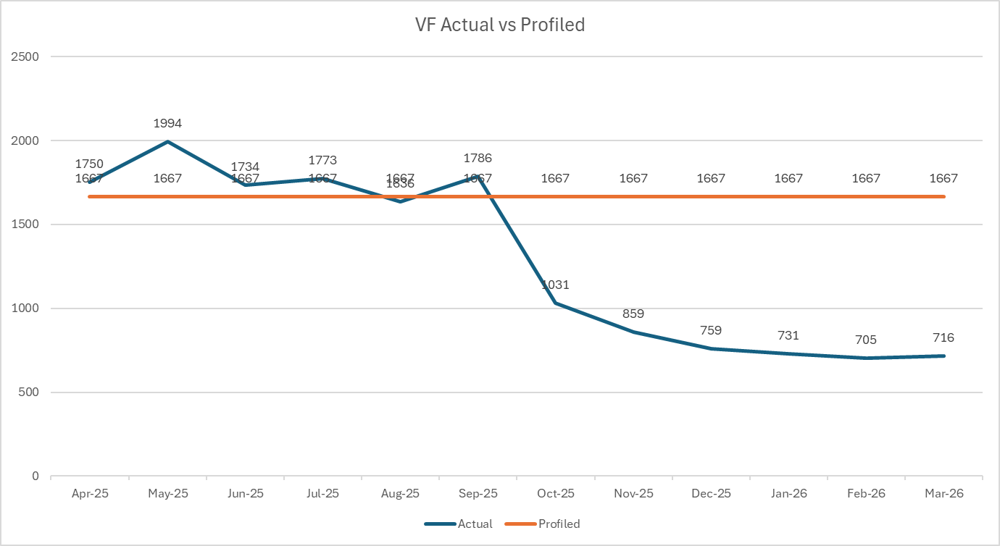 VF Actual vs Profiled
2500
2000
1500
1000
500
0
1750 1994 1734 1773 1636 1786 1031 859 759 731 705 716
1667 1667 1667 1667 1667 1667 1667 1667 1667 1667 1667 1667
Apr-25 May-25 Jun-25 Jul-25 Aug-25 Sep-25 Oct-25 Nov-25 Dec-25 Jan-26 Feb-26 Mar-26
Actual Profiled